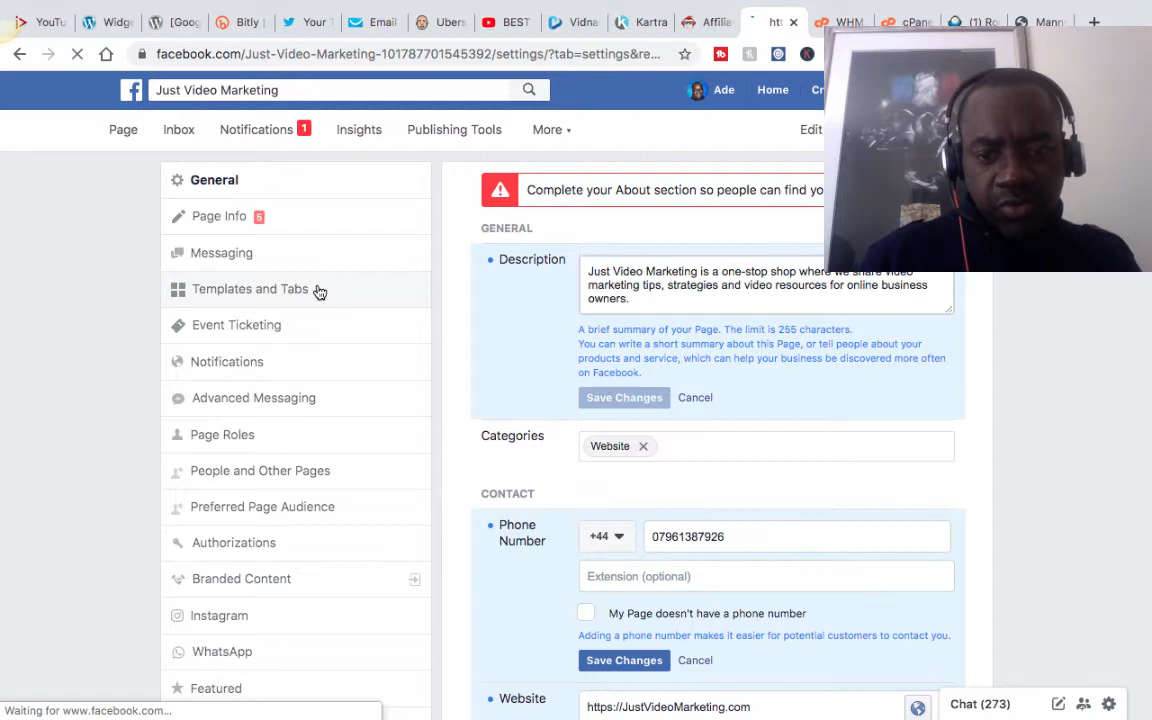 YouTu
Widge
[Goog
Bitly |
Your T
Email
Ubers
BEST
Vidna
Kartra
Affilia
htt
WHM
cPane
(1) Ro
Mann
facebook.com/Just-Video-Marketing-101787701545392/settings/?tab=settings&re...
Just Video Marketing
Ade
Home
Cr
Page
Inbox
Notifications 1
Insights
Publishing Tools
More
Edit
General
Page Info 5
Messaging
Templates and Tabs
Event Ticketing
Notifications
Advanced Messaging
Page Roles
People and Other Pages
Preferred Page Audience
Authorizations
Branded Content
Instagram
WhatsApp
Featured
Complete your About section so people can find yo
GENERAL
Description
Just Video Marketing is a one-stop shop where we share video
marketing tips, strategies and video resources for online business
owners.
A brief summary of your Page. The limit is 255 characters.
You can write a short summary about this Page, or tell people about your
products and service, which can help your business be discovered more often
on Facebook.
Save Changes
Cancel
Categories
Website
CONTACT
Phone
Number
+44
07961387926
Extension (optional)
My Page doesn't have a phone number
Adding a phone number makes it easier for potential customers to contact you.
Save Changes
Cancel
Website
https://JustVideoMarketing.com
Chat (273)
Waiting for www.facebook.com...